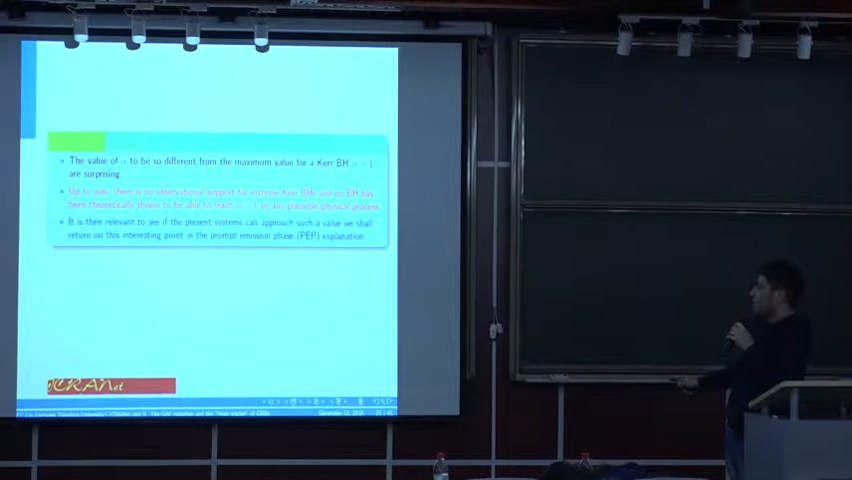 The value of α to be so different from the maximum value for a Kerr BH α = 1
are surprising.
Up to now, there is no observational support for extreme Kerr BHs and no BH has
been theoretically shown to be able to reach α = 1 by any plausible physical process.
It is then relevant to see if the present systems can approach such a value we shall
return on this interesting point in the prompt emission phase (PEP) explanation.
ICRANet
December 13, 2018